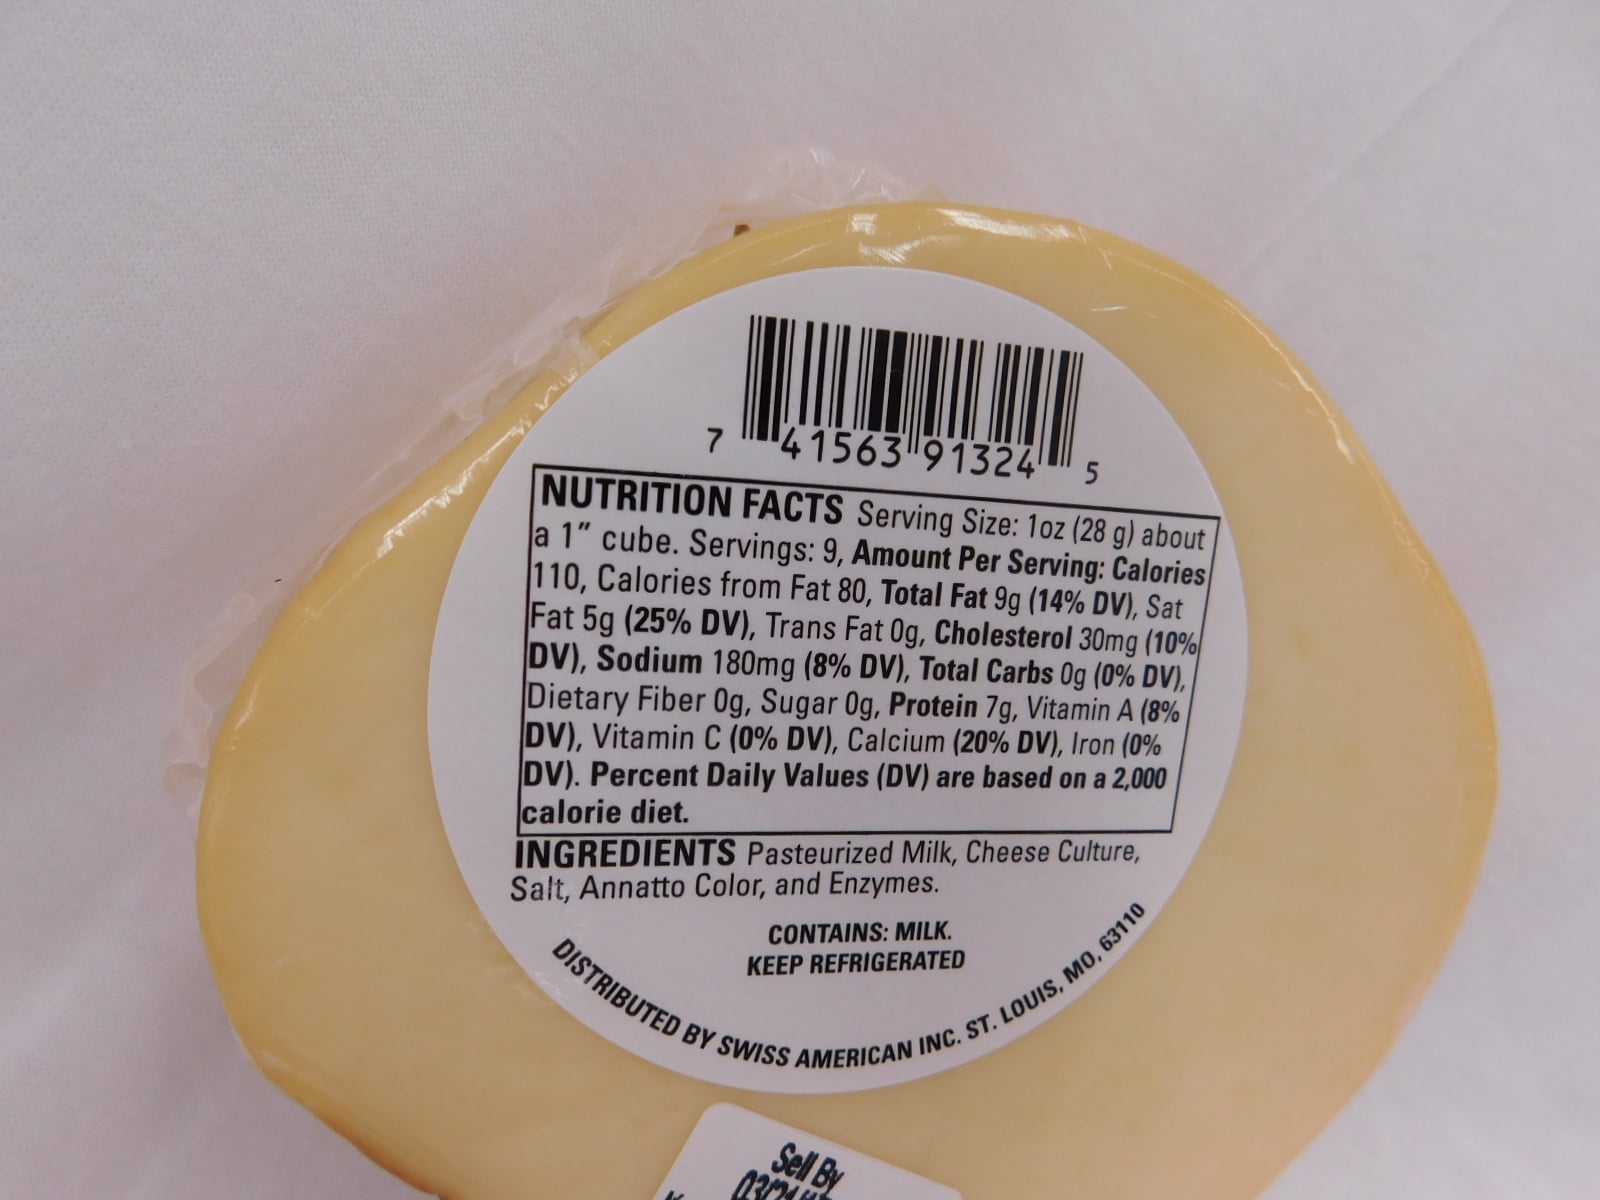 7 41563 91324 5
NUTRITION FACTS Serving Size: 1oz (28 g) about
a 1” cube. Servings: 9, Amount Per Serving: Calories
110, Calories from Fat 80, Total Fat 9g (14% DV), Sat
Fat 5g (25% DV), Trans Fat 0g, Cholesterol 30mg (10%
DV), Sodium 180mg (8% DV), Total Carbs 0g (0% DV),
Dietary Fiber 0g, Sugar 0g, Protein 7g, Vitamin A (8%
DV), Vitamin C (0% DV), Calcium (20% DV), Iron (0%
DV). Percent Daily Values (DV) are based on a 2,000
calorie diet.
INGREDIENTS Pasteurized Milk, Cheese Culture,
Salt, Annatto Color, and Enzymes.
CONTAINS: MILK.
KEEP REFRIGERATED
DISTRIBUTED BY SWISS AMERICAN INC. ST. LOUIS, MO, 63110
Sell By